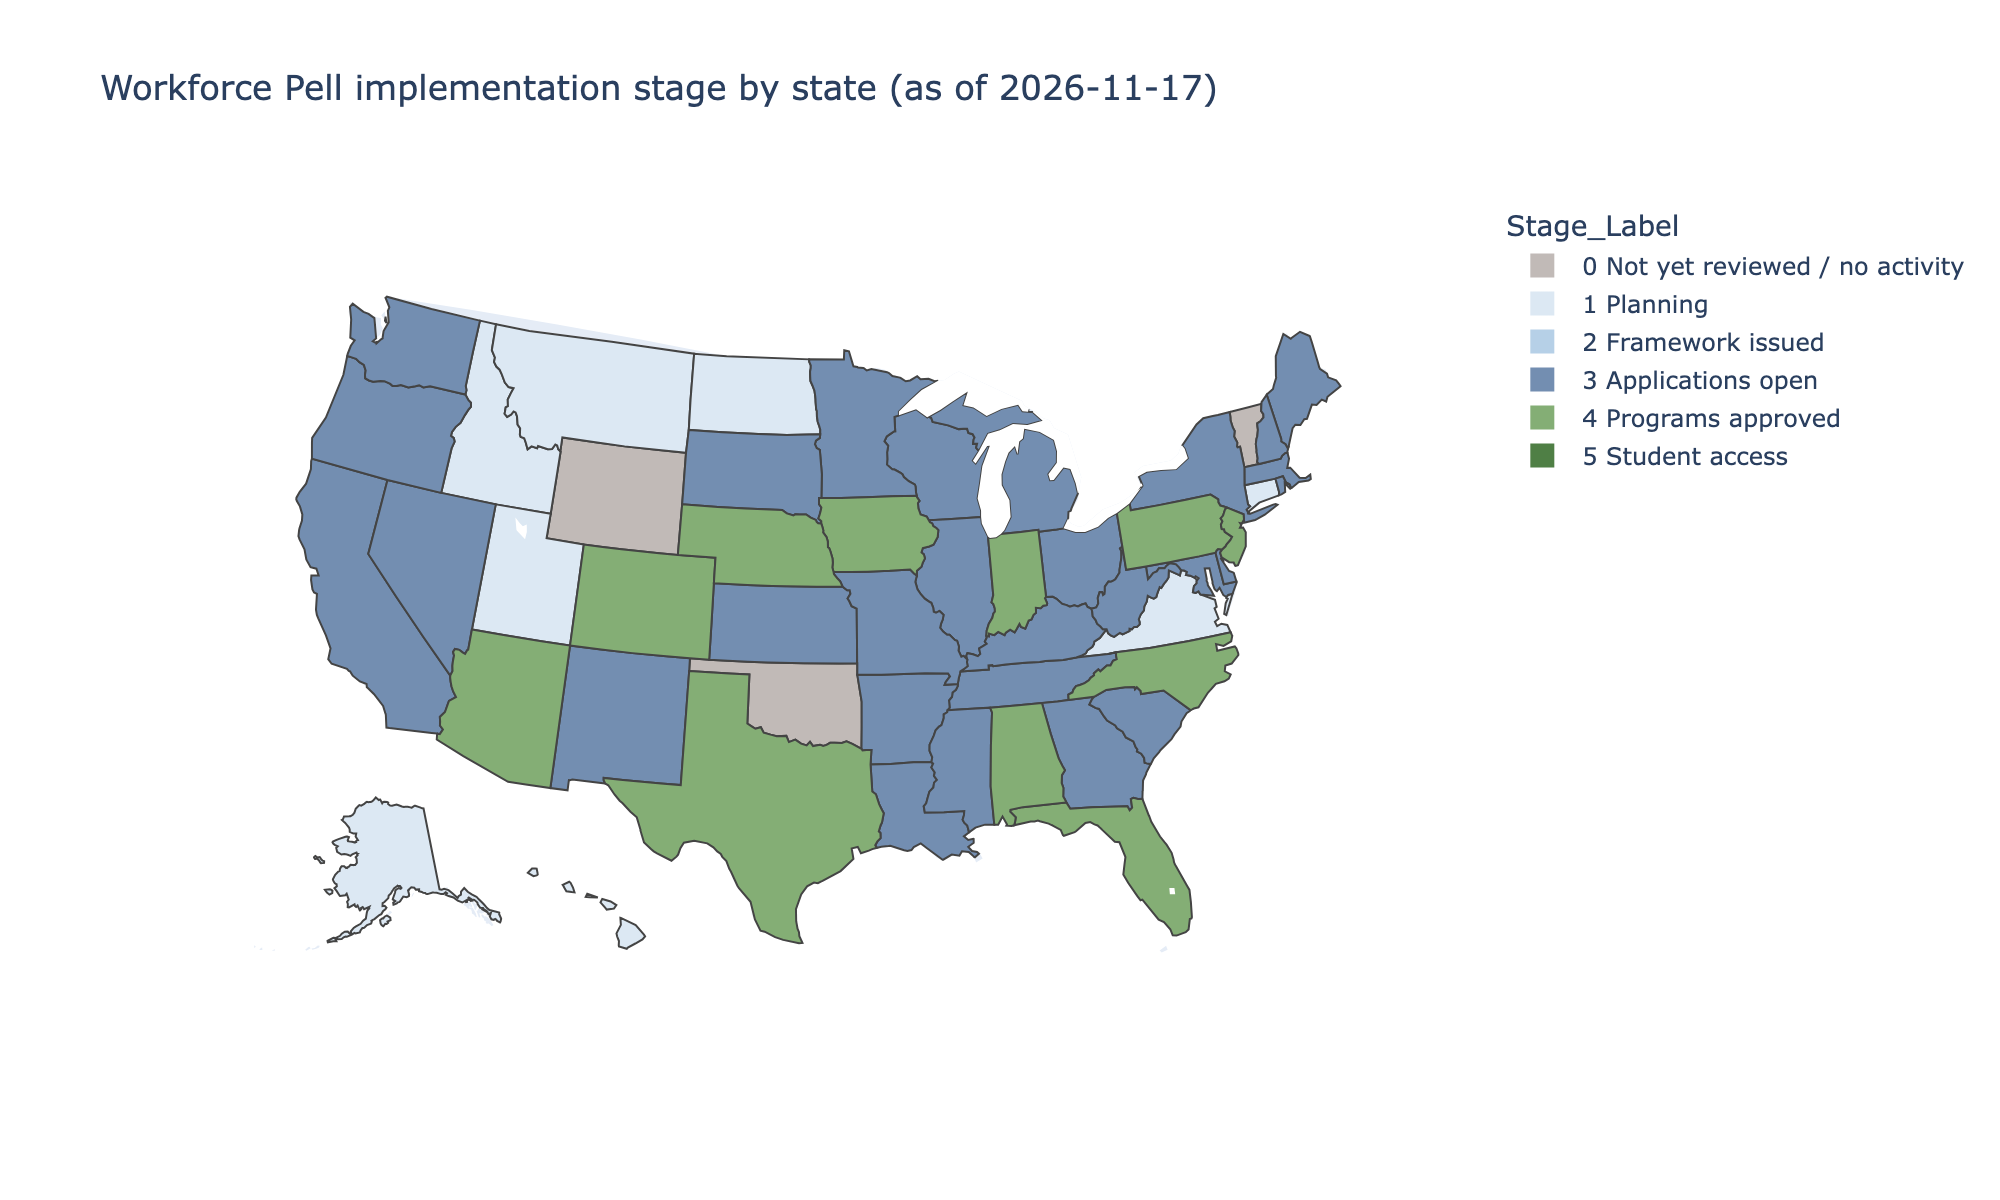 Workforce Pell implementation stage by state (as of 2026-11-17)
Stage_Label
0 Not yet reviewed / no activity
1 Planning
2 Framework issued
3 Applications open
4 Programs approved
5 Student access